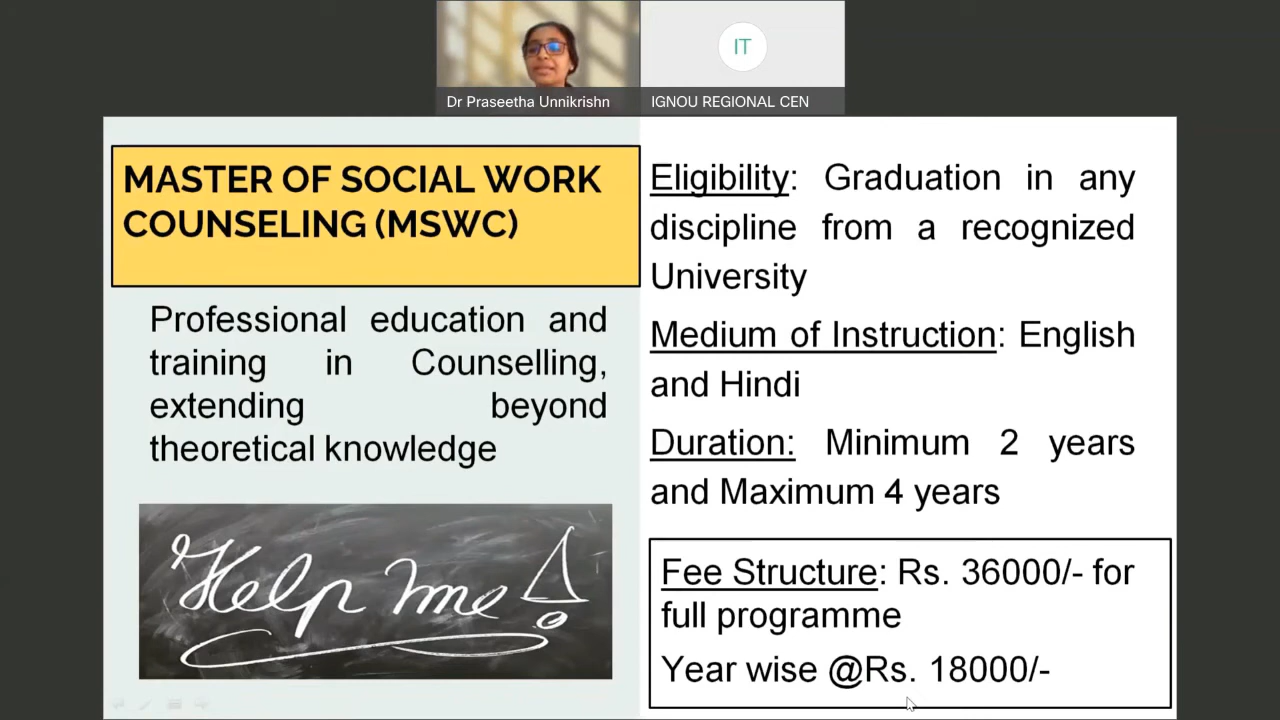 IT
Dr Praseetha Unnikrishn
IGNOU REGIONAL CEN
MASTER OF SOCIAL WORK
COUNSELING (MSWC)
Professional education and
training in Counselling,
extending beyond
theoretical knowledge
Help me!
Eligibility: Graduation in any
discipline from a recognized
University
Medium of Instruction: English
and Hindi
Duration: Minimum 2 years
and Maximum 4 years
Fee Structure: Rs. 36000/- for
full programme
Year wise @Rs. 18000/-